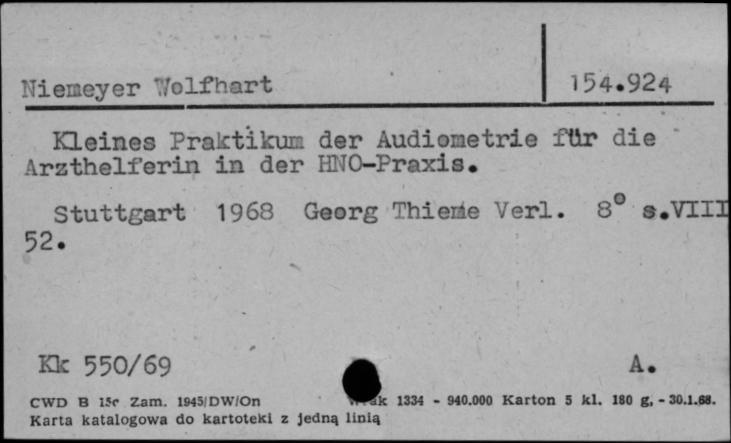 Niemeyer Wolfhart 154.924
Kleines Praktikum der Audiometrie für die
Arzthelferin in der HNO-Praxis.
Stuttgart 1968 Georg Thieme Verl. 8° s.VIII
52.
Kk 550/69 A.
CWD B 15c Zam. 1945/DW/On 1334 - 940.000 Karton 5 kl. 180 g, - 30.1.68.
Karta katalogowa do kartoteki z jedną linią